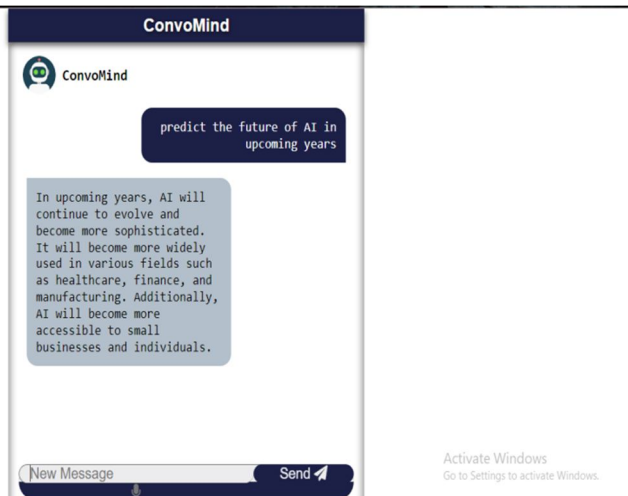 ConvoMind
ConvoMind
predict the future of AI in
upcoming years
In upcoming years, AI will
continue to evolve and
become more sophisticated.
It will become more widely
used in various fields such
as healthcare, finance, and
manufacturing. Additionally,
AI will become more
accessible to small
businesses and individuals.
New Message
Send
Activate Windows
Go to Settings to activate Windows.